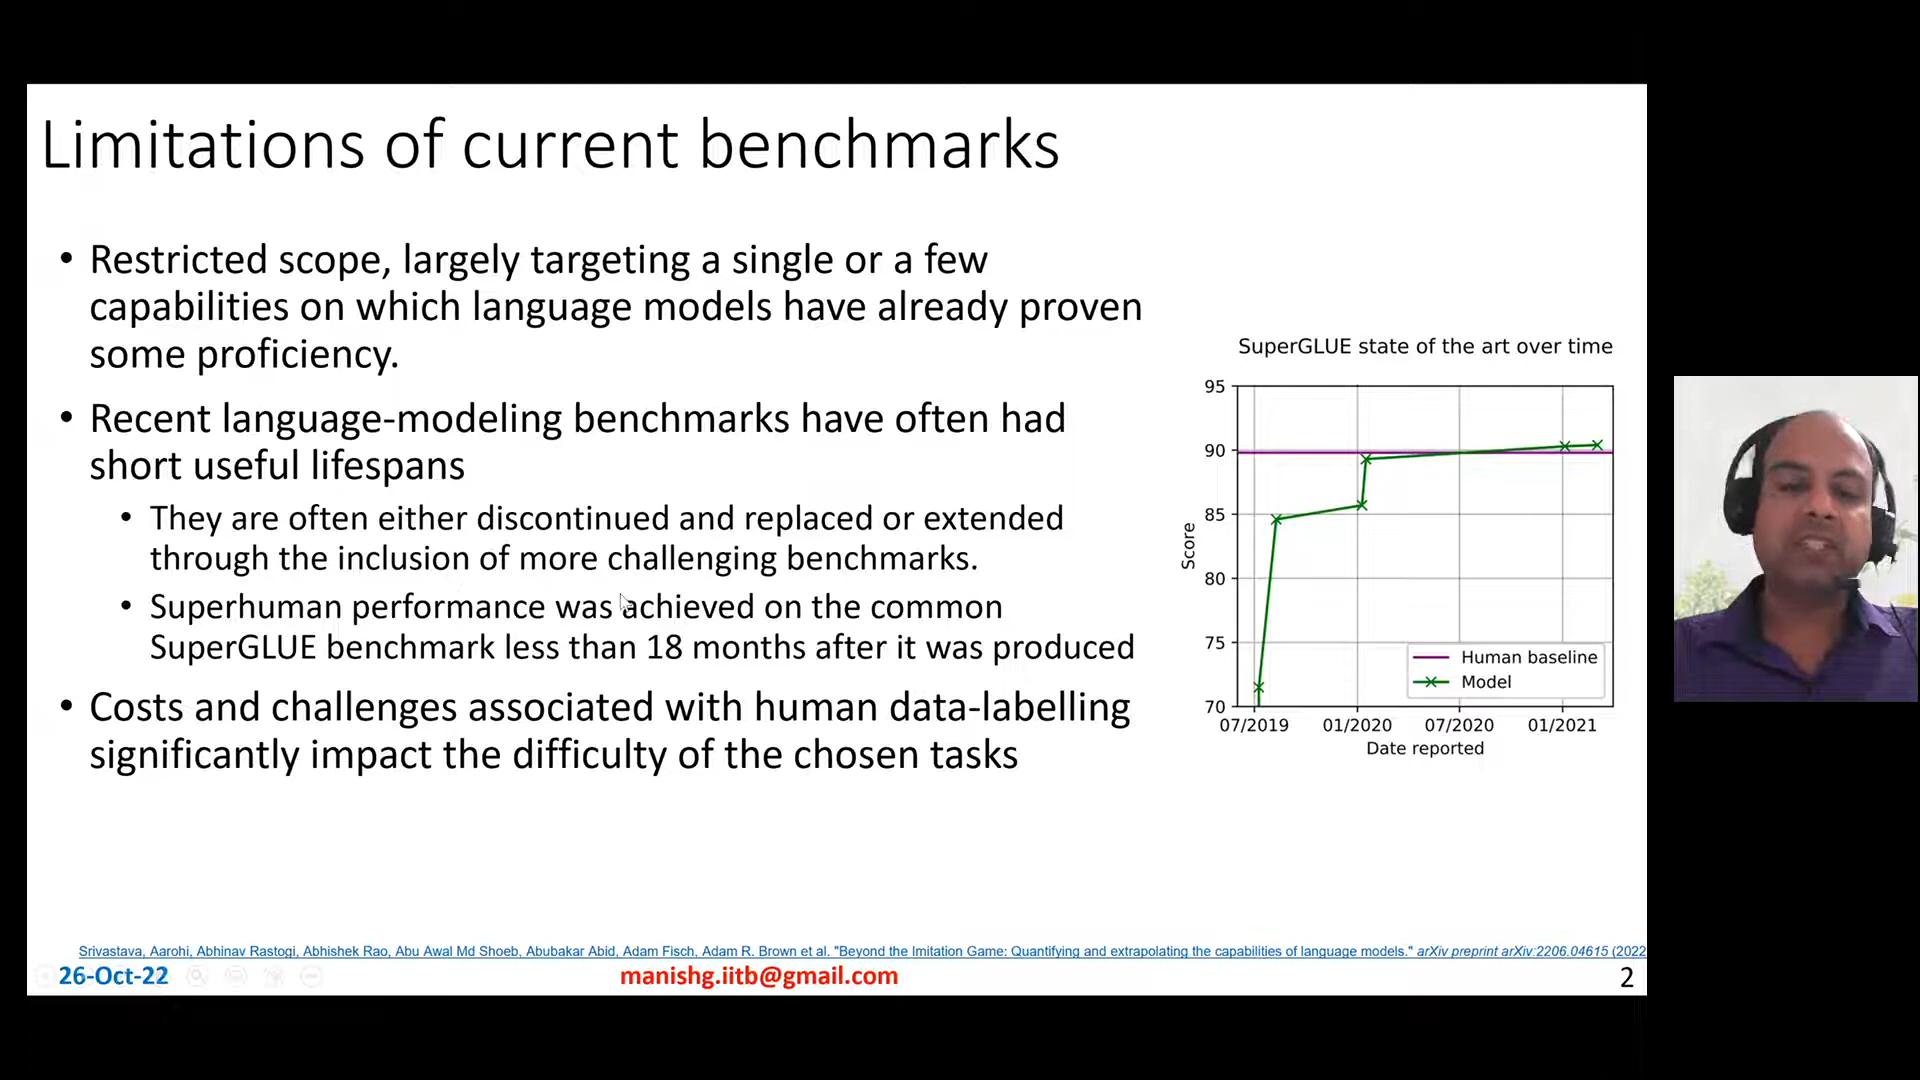 Limitations of current benchmarks
• Restricted scope, largely targeting a single or a few
capabilities on which language models have already proven
some proficiency.
• Recent language-modeling benchmarks have often had
short useful lifespans
• They are often either discontinued and replaced or extended
through the inclusion of more challenging benchmarks.
• Superhuman performance was achieved on the common
SuperGLUE benchmark less than 18 months after it was produced
• Costs and challenges associated with human data-labelling
significantly impact the difficulty of the chosen tasks
SuperGLUE state of the art over time
95
90
85
80
75
70
Score
Human baseline
Model
07/2019 01/2020 07/2020 01/2021
Date reported
Srivastava, Aarohi, Abhinav Rastogi, Abhishek Rao, Abu Awal Md Shoeb, Abubakar Abid, Adam Fisch, Adam R. Brown et al. "Beyond the Imitation Game: Quantifying and extrapolating the capabilities of language models." arXiv preprint arXiv:2206.04615 (2022
26-Oct-22
manishg.iitb@gmail.com
2